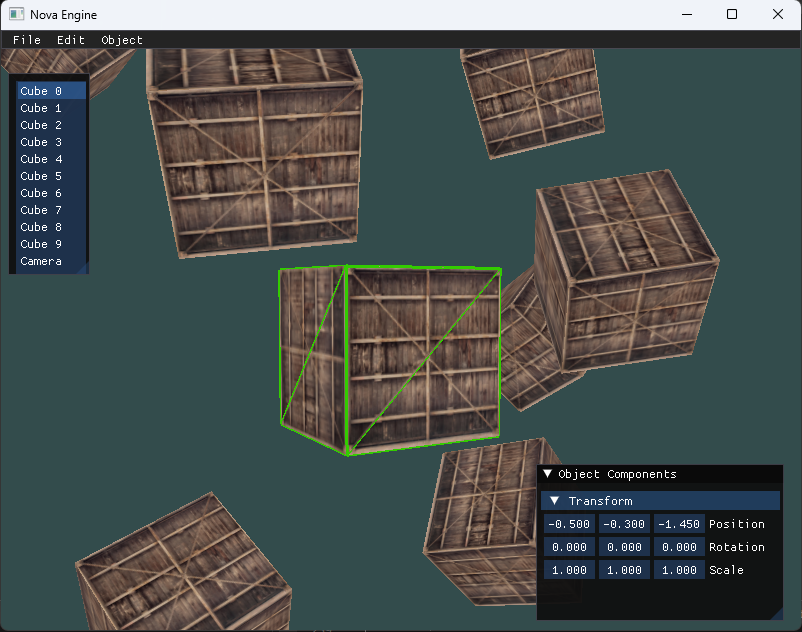 Nova Engine
File Edit Object
Cube 0
Cube 1
Cube 2
Cube 3
Cube 4
Cube 5
Cube 6
Cube 7
Cube 8
Cube 9
Camera
Object Components
Transform
-0.500 -0.300 -1.450 Position
0.000 0.000 0.000 Rotation
1.000 1.000 1.000 Scale